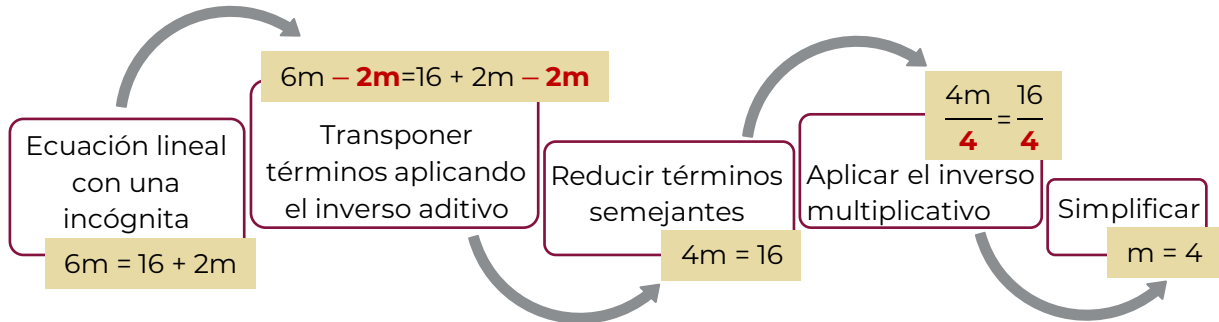 Ecuación lineal
con una
incógnita
6m = 16 + 2m
6m – 2m=16 + 2m – 2m
Transponer
términos aplicando
el inverso aditivo
Reducir términos
semejantes
4m = 16
4m/4 = 16/4
Aplicar el inverso
multiplicativo
Simplificar
m = 4